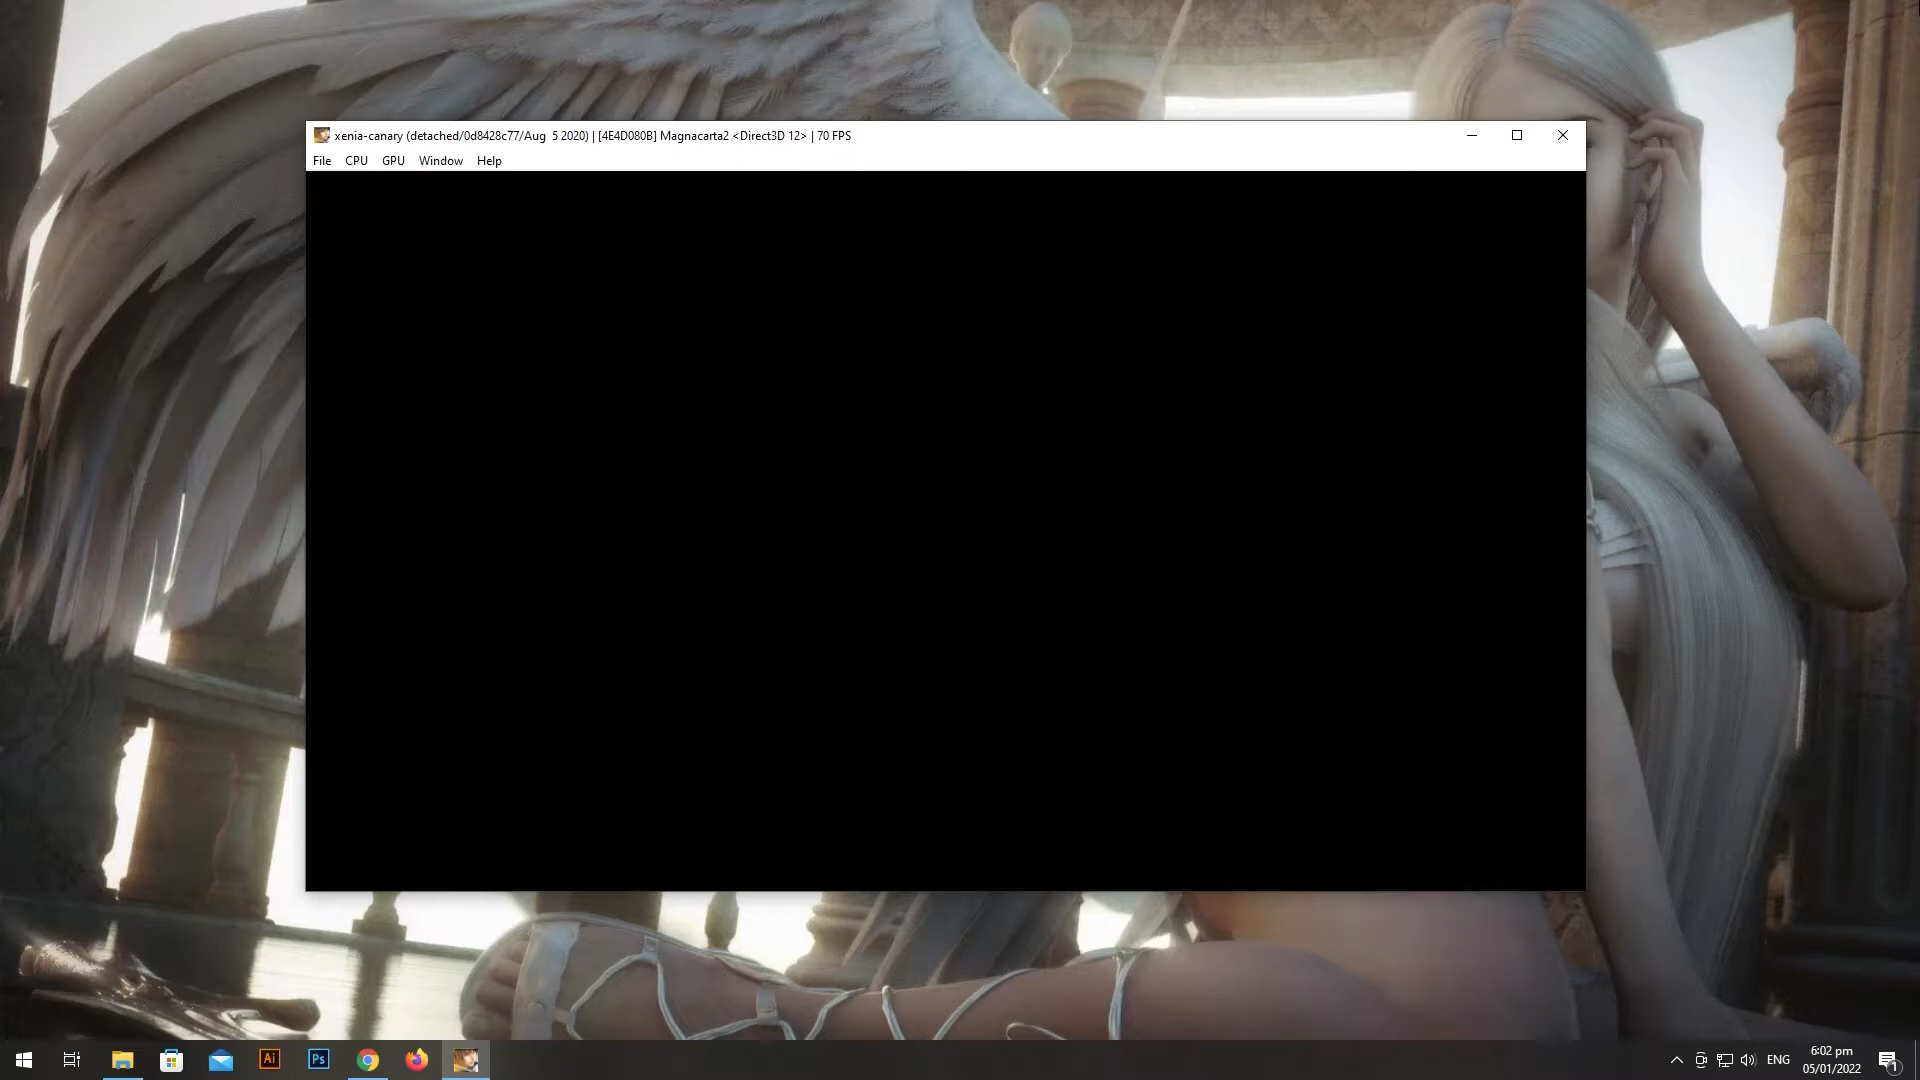 xenia-canary (detached/0d8428c77/Aug  5 2020) | [4E4D080B] Magnacarta2 <Direct3D 12> | 70 FPS
File CPU GPU Window Help
Ai Ps
ENG
6:02 pm
05/01/2022
1